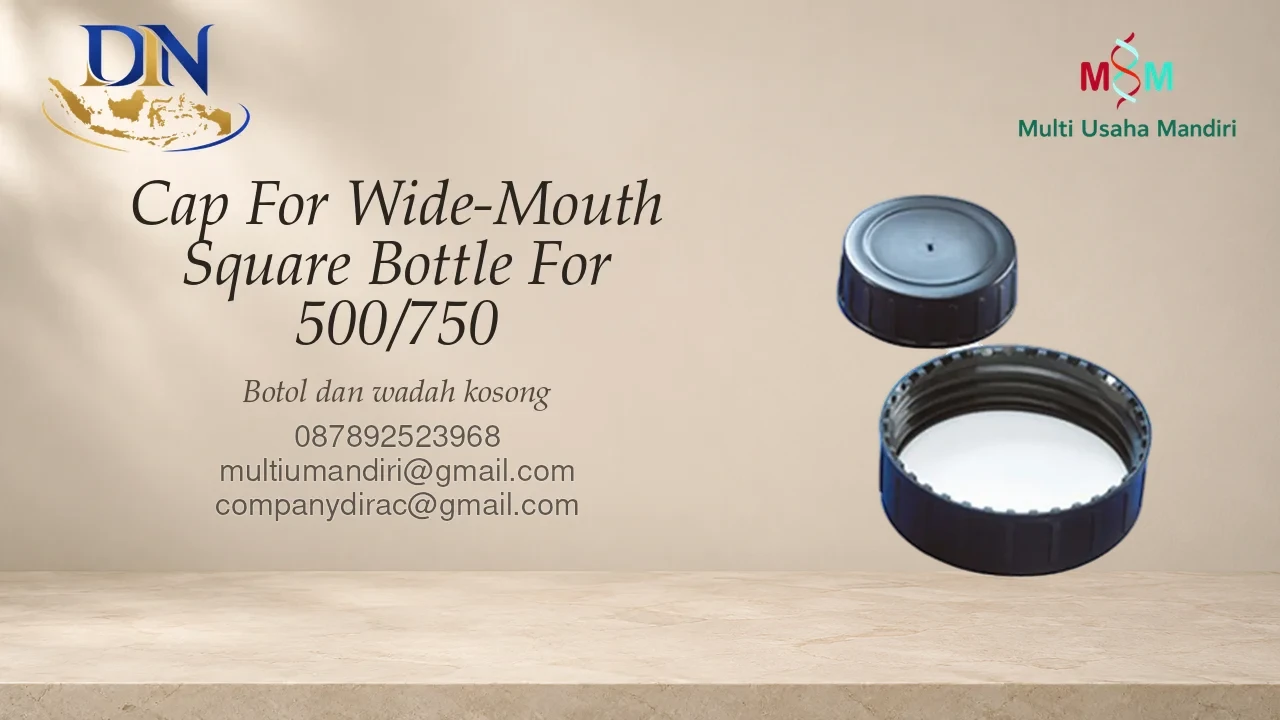 DIN
M M
Multi Usaha Mandiri
Cap For Wide-Mouth
Square Bottle For
500/750
Botol dan wadah kosong
087892523968
multiumandiri@gmail.com
companydirac@gmail.com